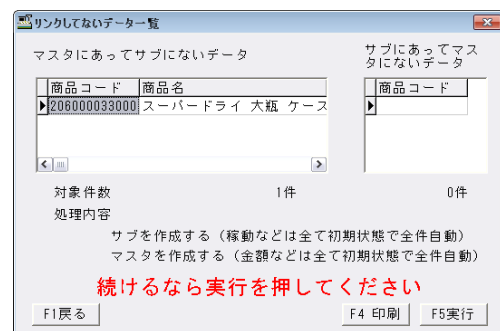 リンクしてないデータ一覧
マスタにあってサブにないデータ
サブにあってマス
タにないデータ
商品コード 商品名
商品コード
206000033000 スーパードライ 大瓶 ケース
対象件数 1件 0件
処理内容
サブを作成する（稼動などは全て初期状態で全件自動）
マスタを作成する（金額などは全て初期状態で全件自動）
続けるなら実行を押してください
F1戻る F4 印刷 F5実行